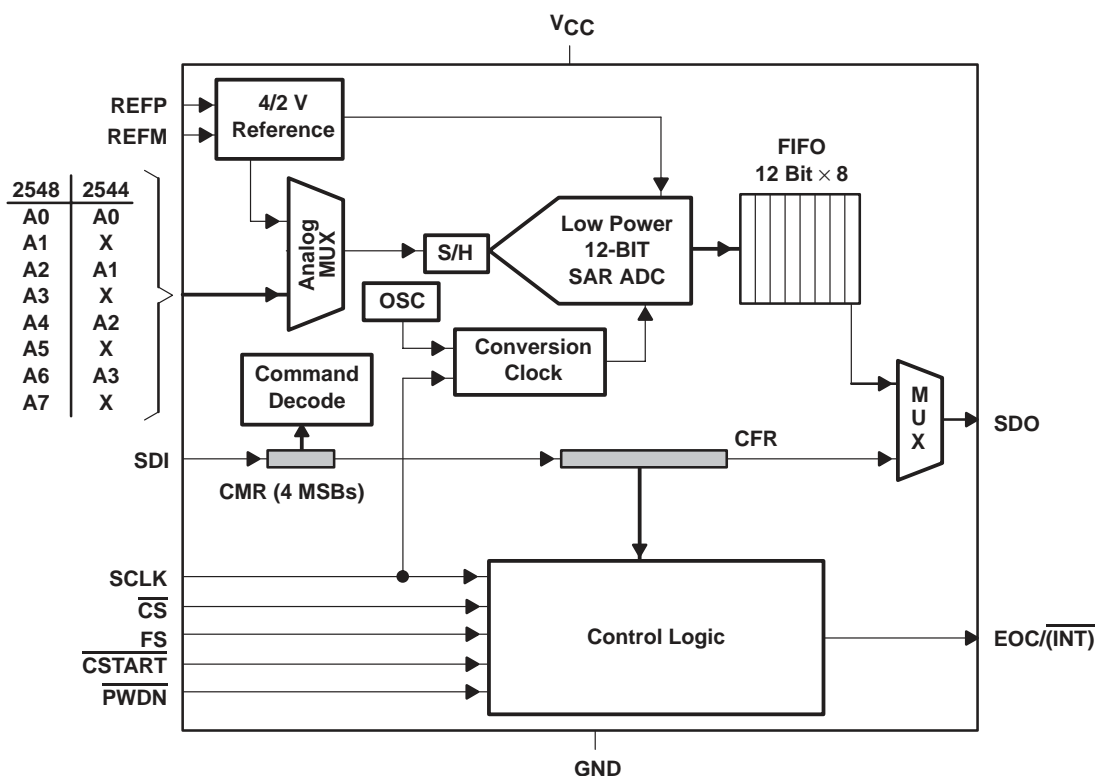 VCC
REFP
REFM
4/2 V
Reference
FIFO
12 Bit × 8
2548 2544
A0 A0
A1 X
A2 A1
A3 X
A4 A2
A5 X
A6 A3
A7 X
Analog
MUX
S/H
Low Power
12-BIT
SAR ADC
OSC
Conversion
Clock
Command
Decode
MUX
SDO
SDI
CMR (4 MSBs)
CFR
SCLK
CS
FS
CSTART
PWDN
Control Logic
EOC/(INT)
GND